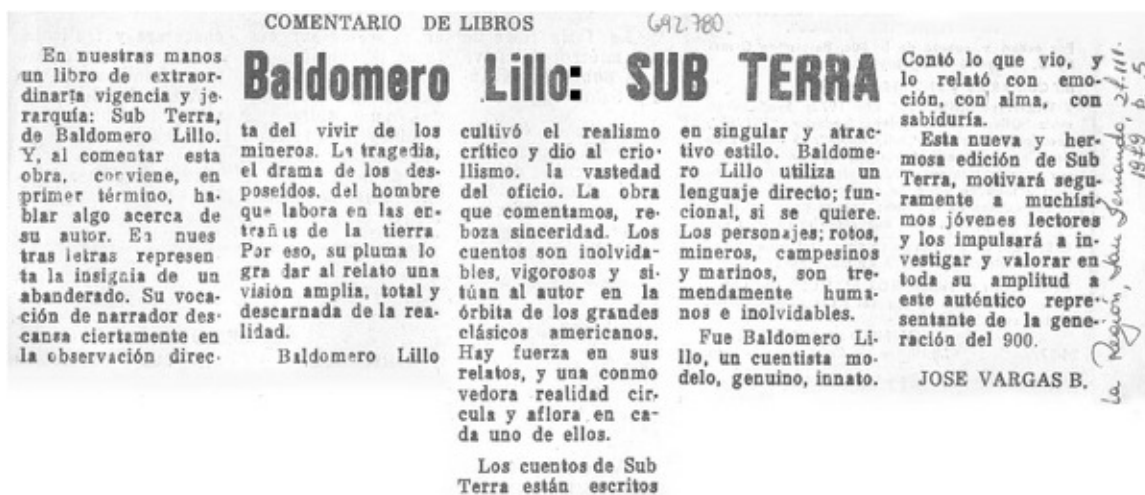 COMENTARIO DE LIBROS
692.780
Baldomero Lillo: SUB TERRA
En nuestras manos
un libro de extraor-
dinaria vigencia y je-
rarquía: Sub Terra,
de Baldomero Lillo.
Y, al comentar esta
obra, conviene, en
primer término, ha-
blar algo acerca de
su autor. En nues
tras letras represen
ta la insignia de un
abanderado. Su voca-
ción de narrador des-
cansa ciertamente en
la observación direc-
ta del vivir de los
mineros. La tragedia,
el drama de los des-
poseídos, del hombre
que labora en las en-
trañas de la tierra
Por eso, su pluma lo
gra dar al relato una
visión amplia, total y
descarnada de la rea-
lidad.
Baldomero Lillo
cultivó el realismo
crítico y dio al crio-
llismo, la vastedad
del oficio. La obra
que comentamos, re-
boza sinceridad. Los
cuentos son inolvida-
bles, vigorosos y si-
túan al autor en la
órbita de los grandes
clásicos americanos.
Hay fuerza en sus
relatos, y una conmo
vedora realidad cir-
cula y aflora en ca-
da uno de ellos.
Los cuentos de Sub
Terra están escritos
en singular y atrac-
tivo estilo. Baldome-
ro Lillo utiliza un
lenguaje directo; fun-
cional, si se quiere.
Los personajes; rotos,
mineros, campesinos
y marinos, son tre-
mendamente huma-
nos e inolvidables.
Fue Baldomero Li-
llo, un cuentista mo-
delo, genuino, innato.
Contó lo que vio, y
lo relató con emo-
ción, con alma, con
sabiduría.
Esta nueva y her-
mosa edición de Sub
Terra, motivará segu-
ramente a muchísi-
mos jóvenes lectores
y los impulsará a in-
vestigar y valorar en
toda su amplitud a
este auténtico repre-
sentante de la gene-
ración del 900.
JOSE VARGAS B.
La Región, San Fernando,